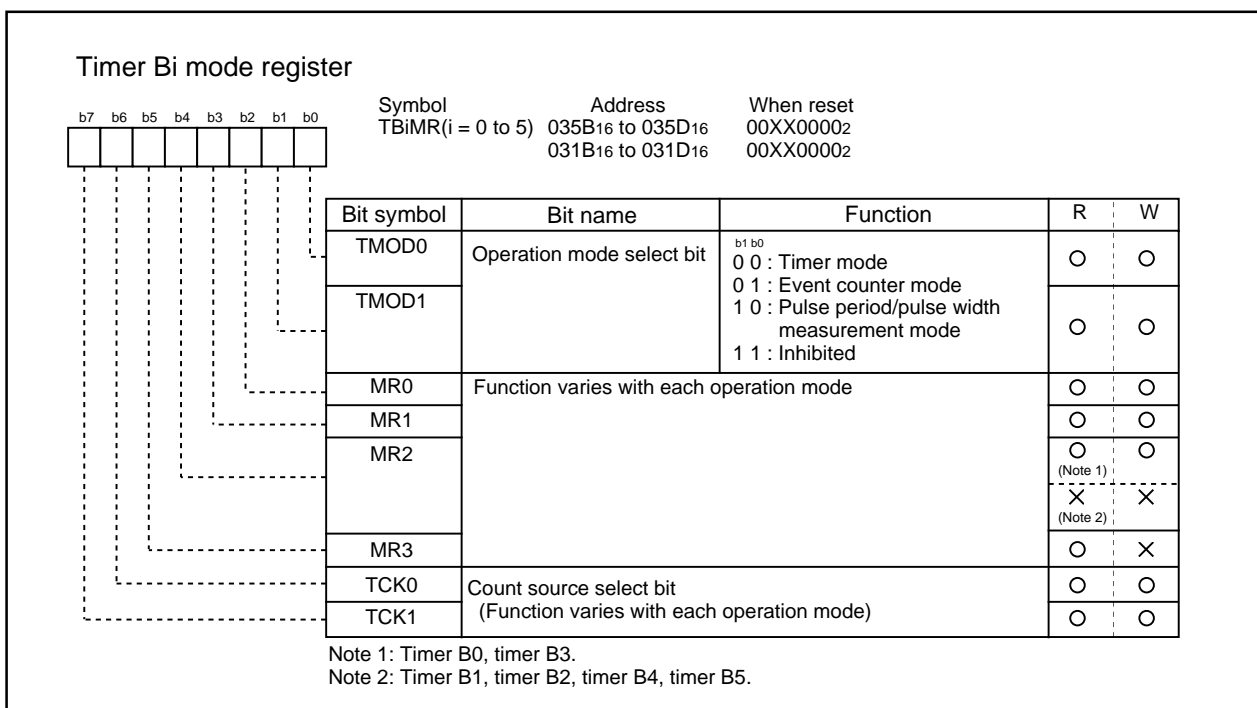 Timer Bi mode register
Symbol Address When reset
TBiMR(i = 0 to 5) 035B16 to 035D16 00XX00002
031B16 to 031D16 00XX00002
b7 b6 b5 b4 b3 b2 b1 b0
Bit symbol Bit name Function R W
TMOD0 Operation mode select bit
b1 b0
0 0 : Timer mode
0 1 : Event counter mode
TMOD1
1 0 : Pulse period/pulse width
measurement mode
1 1 : Inhibited
MR0 Function varies with each operation mode
MR1
MR2
(Note 1)
(Note 2)
MR3
TCK0 Count source select bit
TCK1 (Function varies with each operation mode)
Note 1: Timer B0, timer B3.
Note 2: Timer B1, timer B2, timer B4, timer B5.